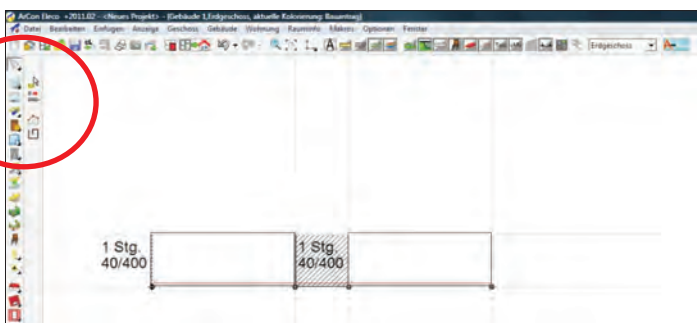 ArCon Eleco +2011.02 - <Neues Projekt> - [Gebäude 1,Erdgeschoss, aktuelle Kolorierung: Bauantrag]
Datei Bearbeiten Einfügen Anzeige Geschoss Gebäude Wohnung Rauminfo Makros Optionen Fenster
Erdgeschoss
1 Stg. 1 Stg.
40/400 40/400